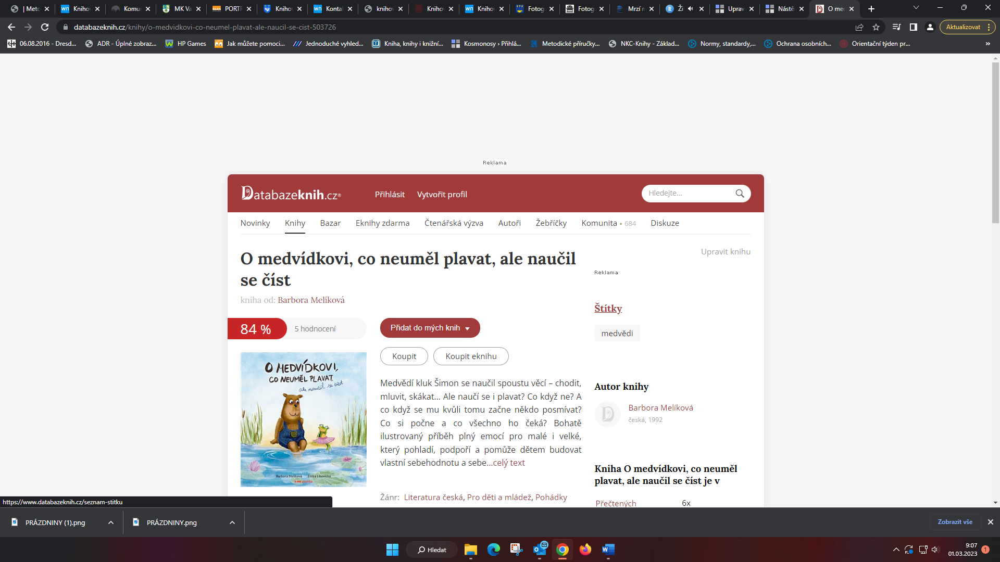 | Meto
Knihov
Komu
MK Va
PORTF
Knihov
Kontak
knihov
Knihov
Knihov
Fotog
Fotog
Mrzí n
Ži
Uprav
Nástě
O med
databazeknih.cz/knihy/o-medvidkovi-co-neumel-plavat-ale-naucil-se-cist-503726
Aktualizovat
06.08.2016 - Dresd...
ADR - Úplné zobraz...
HP Games
Jak můžete pomoci...
Jednoduché vyhled...
Kniha, knihy i knižní...
Kosmonosy › Přihlá...
Metodické příručky...
NKC-Knihy - Základ...
Normy, standardy,...
Ochrana osobních...
Orientační týden pr...
»
Reklama
Databazeknih.cz®
Přihlásit
Vytvořit profil
Hledejte...
Novinky
Knihy
Bazar
Eknihy zdarma
Čtenářská výzva
Autoři
Žebříčky
Komunita • 684
Diskuze
O medvídkovi, co neuměl plavat, ale naučil
se číst
kniha od: Barbora Melíková
Upravit knihu
Reklama
84 %
5 hodnocení
Přidat do mých knih
Koupit
Koupit eknihu
O MEDVÍDKOVI,
CO NEUMĚL PLAVAT,
ale naučil se číst
Barbora Melíková
Eliška Libovická
Medvědí kluk Šimon se naučil spoustu věcí – chodit,
mluvit, skákat... Ale naučí se i plavat? Co když ne? A
co když se mu kvůli tomu začne někdo posmívat?
Co si počne a co všechno ho čeká? Bohatě
ilustrovaný příběh plný emocí pro malé i velké,
který pohladí, podpoří a pomůže dětem budovat
vlastní sebehodnotu a sebe...celý text
Žánr: Literatura česká, Pro děti a mládež, Pohádky
Štítky
medvědi
Autor knihy
Barbora Melíková
česká, 1992
Kniha O medvídkovi, co neuměl
plavat, ale naučil se číst je v
Přečtených
6x
https://www.databazeknih.cz/seznam-stitku
PRÁZDNINY (1).png
PRÁZDNINY.png
Zobrazit vše
Hledat
9:07
01.03.2023
1